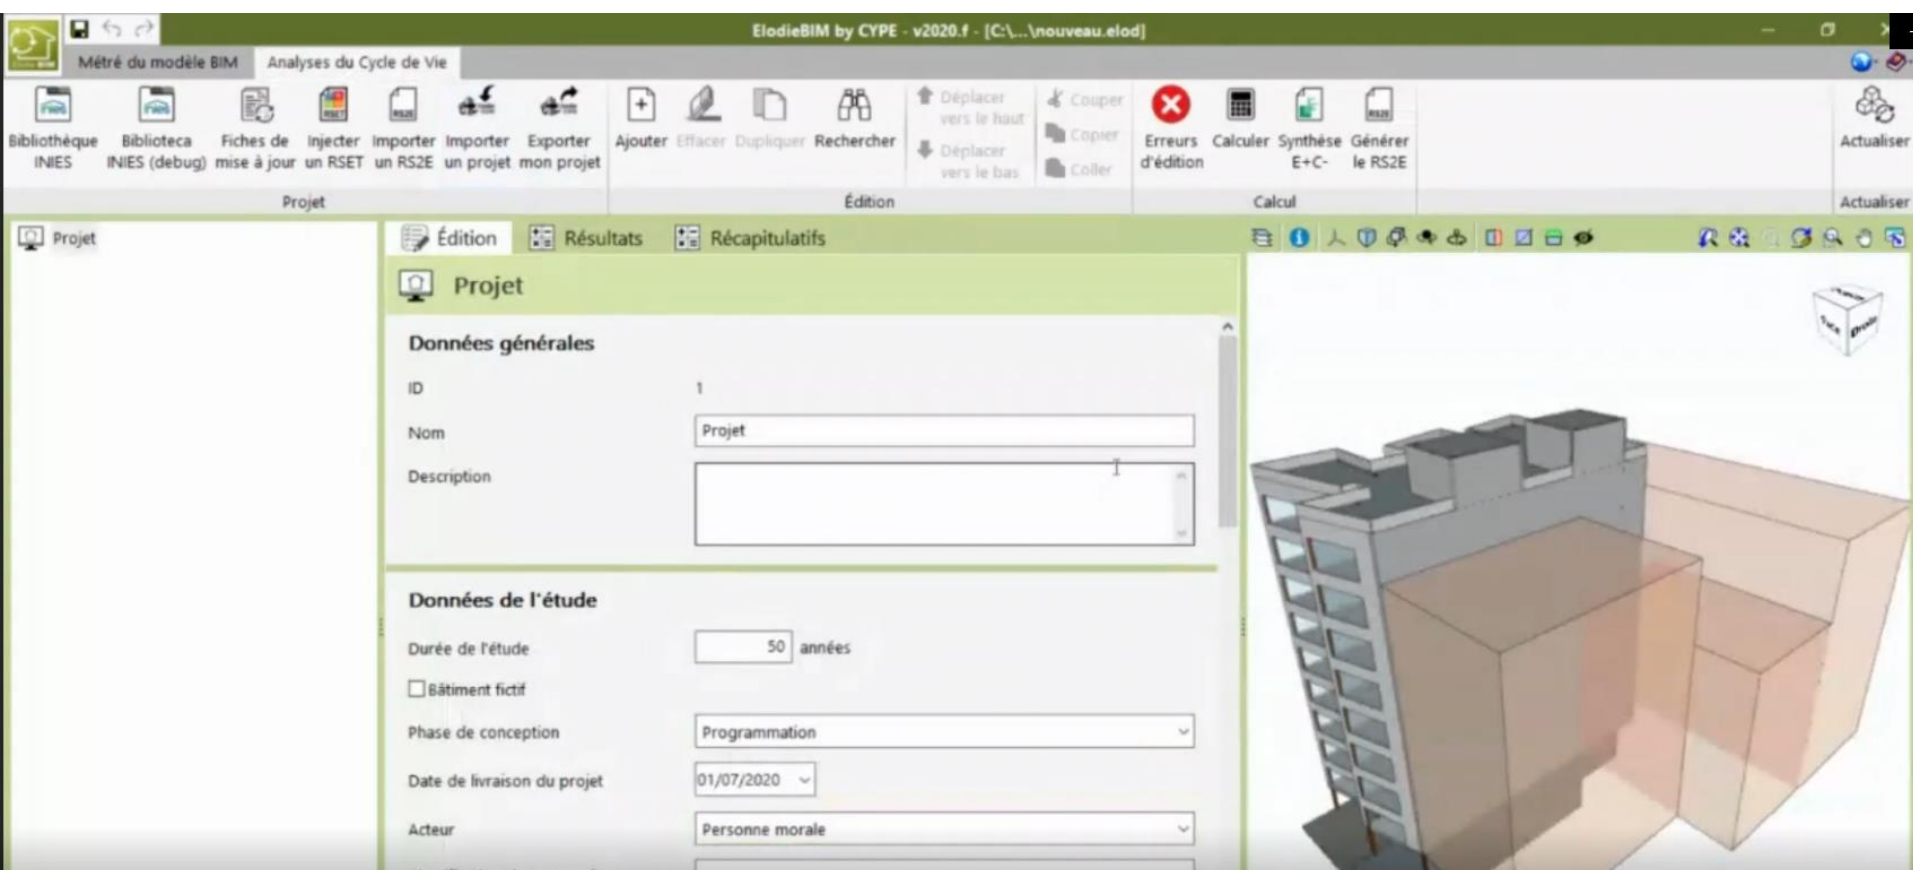 ElodieBIM by CYPE - v2020.f - [C:\...\nouveau.elod]
Métré du modèle BIM
Analyses du Cycle de Vie
Bibliothèque INIES
Biblioteca INIES (debug)
Fiches de mise à jour
Injecter un RSET
Importer un RS2E
Importer un projet
Exporter mon projet
Ajouter
Effacer
Dupliquer
Rechercher
Déplacer vers le haut
Déplacer vers le bas
Couper
Copier
Coller
Erreurs d'édition
Calculer
Synthèse E+C-
Générer le RS2E
Actualiser
Projet
Édition
Calcul
Actualiser
Projet
Édition
Résultats
Récapitulatifs
Projet
Données générales
ID 1
Nom Projet
Description
Données de l'étude
Durée de l'étude 50 années
Bâtiment fictif
Phase de conception Programmation
Date de livraison du projet 01/07/2020
Acteur Personne morale